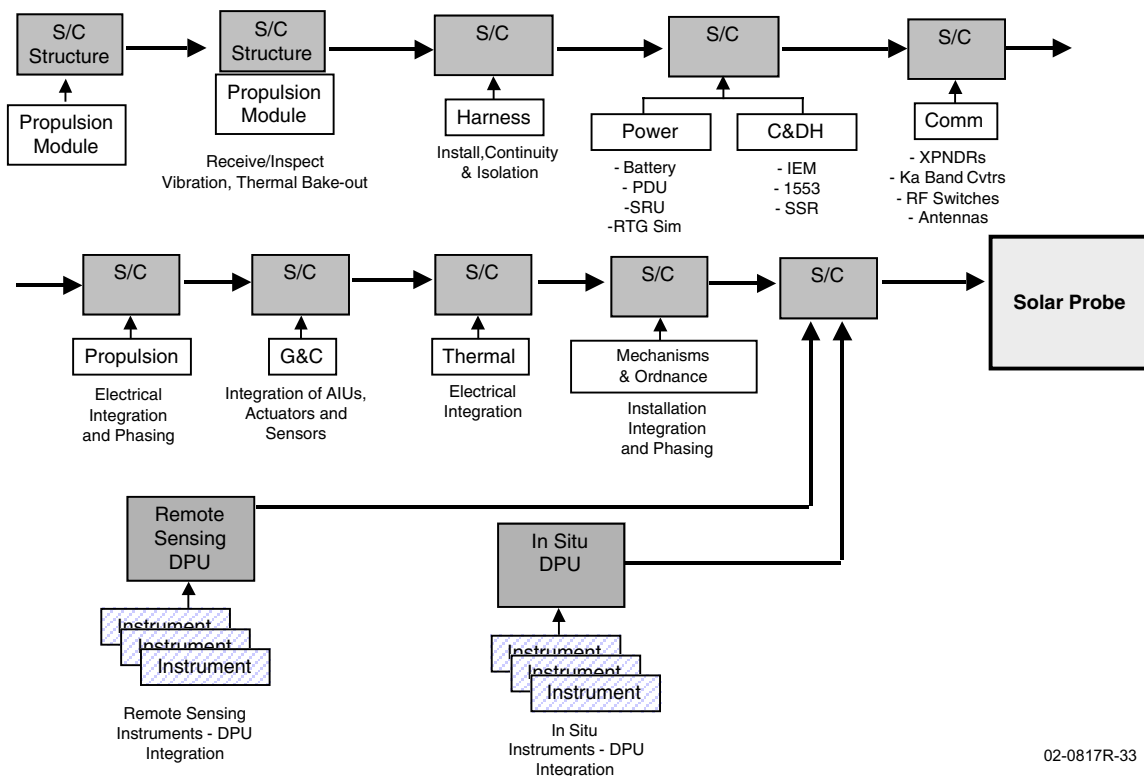 S/C
Structure
Propulsion
Module
S/C
Structure
Propulsion
Module
Receive/Inspect
Vibration, Thermal Bake-out
S/C
Harness
Install,Continuity
& Isolation
S/C
Power
- Battery
- PDU
-SRU
-RTG Sim
C&DH
- IEM
- 1553
- SSR
S/C
Comm
- XPNDRs
- Ka Band Cvtrs
- RF Switches
- Antennas
S/C
Propulsion
Electrical
Integration
and Phasing
S/C
G&C
Integration of AIUs,
Actuators and
Sensors
S/C
Thermal
Electrical
Integration
S/C
Mechanisms
& Ordnance
Installation
Integration
and Phasing
S/C
Solar Probe
Remote
Sensing
DPU
Instrument
Instrument
Instrument
Remote Sensing
Instruments - DPU
Integration
In Situ
DPU
Instrument
Instrument
Instrument
In Situ
Instruments - DPU
Integration
02-0817R-33